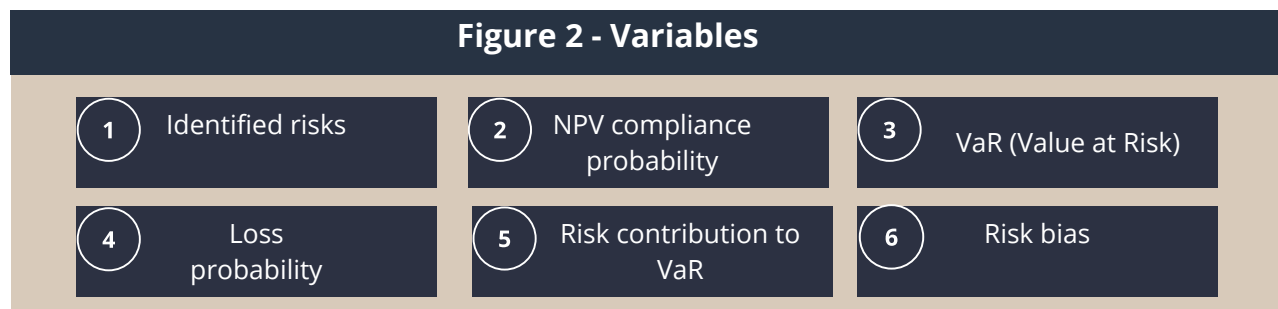 Figure 2 - Variables
1
Identified risks
2
NPV compliance
probability
3
VaR (Value at Risk)
4
Loss
probability
5
Risk contribution to
VaR
6
Risk bias